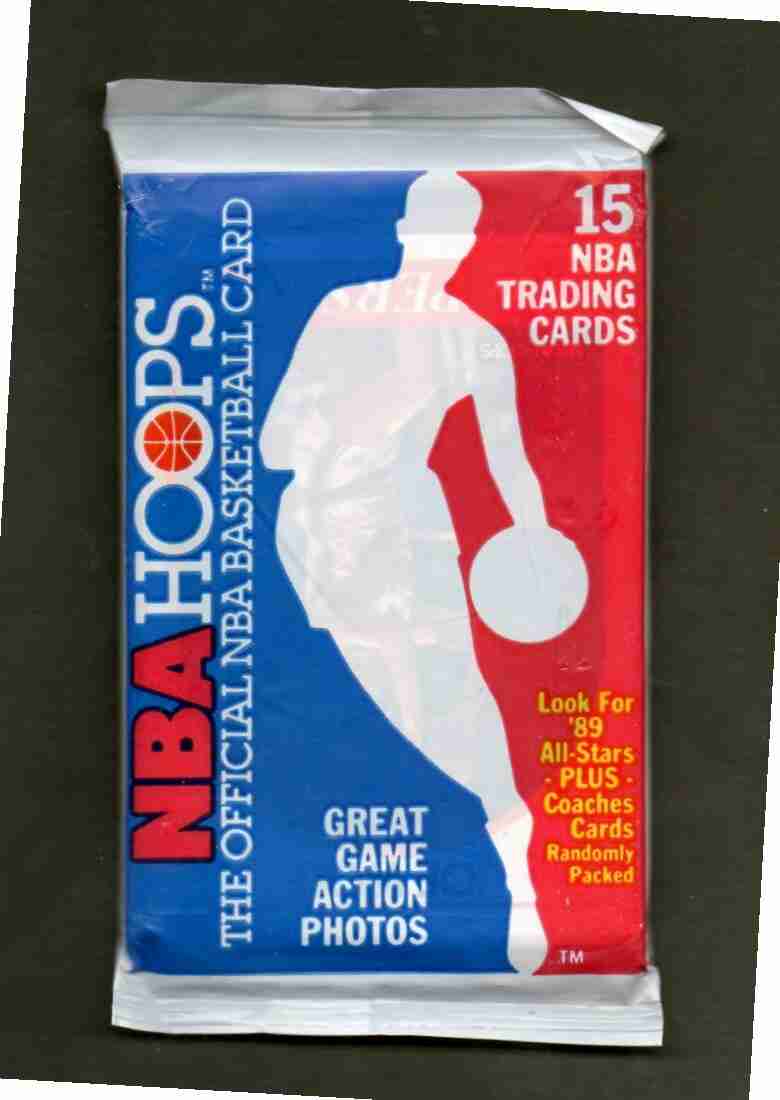 NBA HOOPS™
THE OFFICIAL NBA BASKETBALL CARD
15
NBA
TRADING
CARDS
Look For
'89
All-Stars
- PLUS -
Coaches
Cards
Randomly
Packed
GREAT
GAME
ACTION
PHOTOS
TM